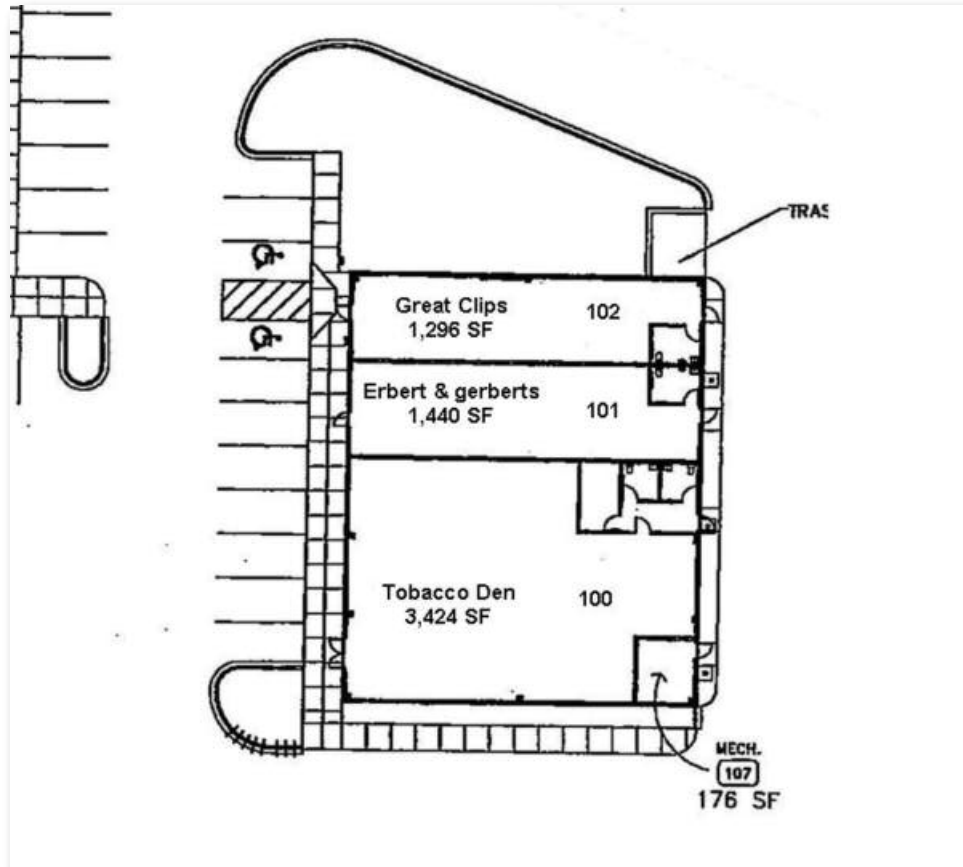 TRAS
Great Clips
1,296 SF
102
Erbert & gerberts
1,440 SF
101
Tobacco Den
3,424 SF
100
MECH.
107
176 SF